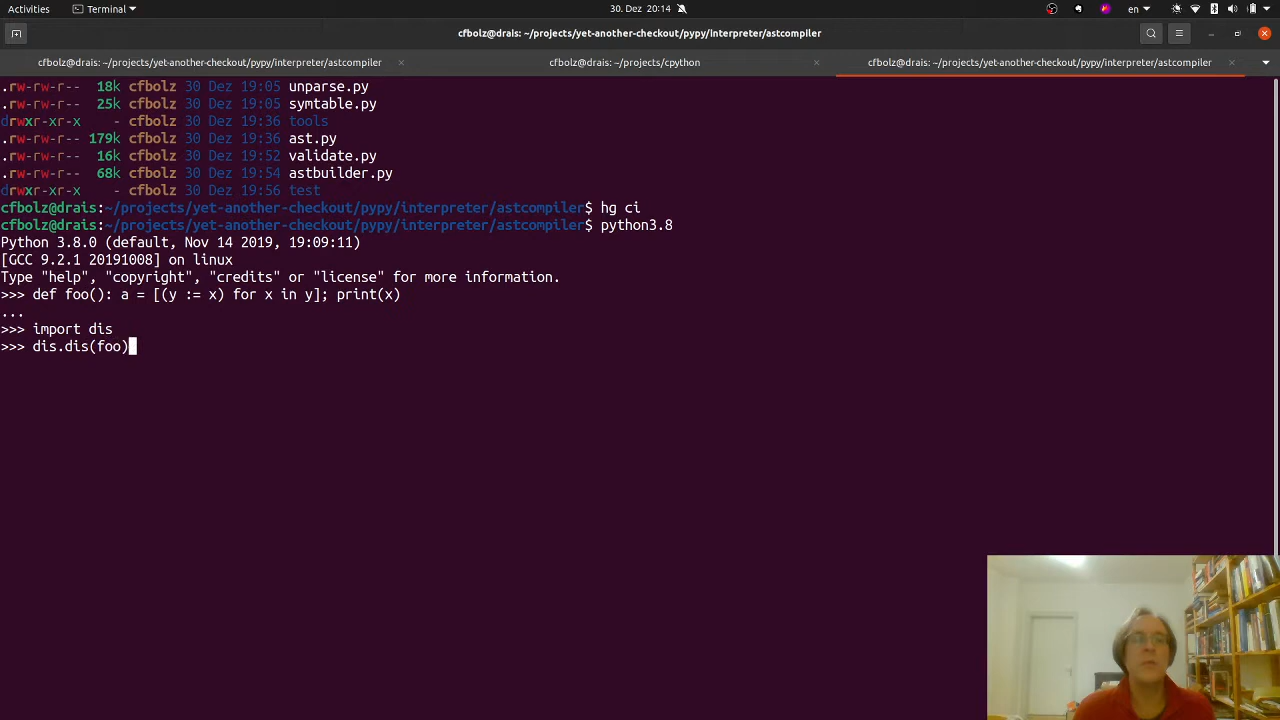 Activities Terminal 30. Dez 20:14 en
cfbolz@drais: ~/projects/yet-another-checkout/pypy/interpreter/astcompiler
cfbolz@drais: ~/projects/yet-another-checkout/pypy/interpreter/astcompiler cfbolz@drais: ~/projects/cpython cfbolz@drais: ~/projects/yet-another-checkout/pypy/interpreter/astcompiler
.rw-rw-r-- 18k cfbolz 30 Dez 19:05 unparse.py
.rw-rw-r-- 25k cfbolz 30 Dez 19:05 symtable.py
drwxr-xr-x - cfbolz 30 Dez 19:36 tools
.rw-rw-r-- 179k cfbolz 30 Dez 19:36 ast.py
.rw-rw-r-- 16k cfbolz 30 Dez 19:52 validate.py
.rw-rw-r-- 68k cfbolz 30 Dez 19:54 astbuilder.py
drwxr-xr-x - cfbolz 30 Dez 19:56 test
cfbolz@drais:~/projects/yet-another-checkout/pypy/interpreter/astcompiler$ hg ci
cfbolz@drais:~/projects/yet-another-checkout/pypy/interpreter/astcompiler$ python3.8
Python 3.8.0 (default, Nov 14 2019, 19:09:11)
[GCC 9.2.1 20191008] on linux
Type "help", "copyright", "credits" or "license" for more information.
>>> def foo(): a = [(y := x) for x in y]; print(x)
...
>>> import dis
>>> dis.dis(foo)